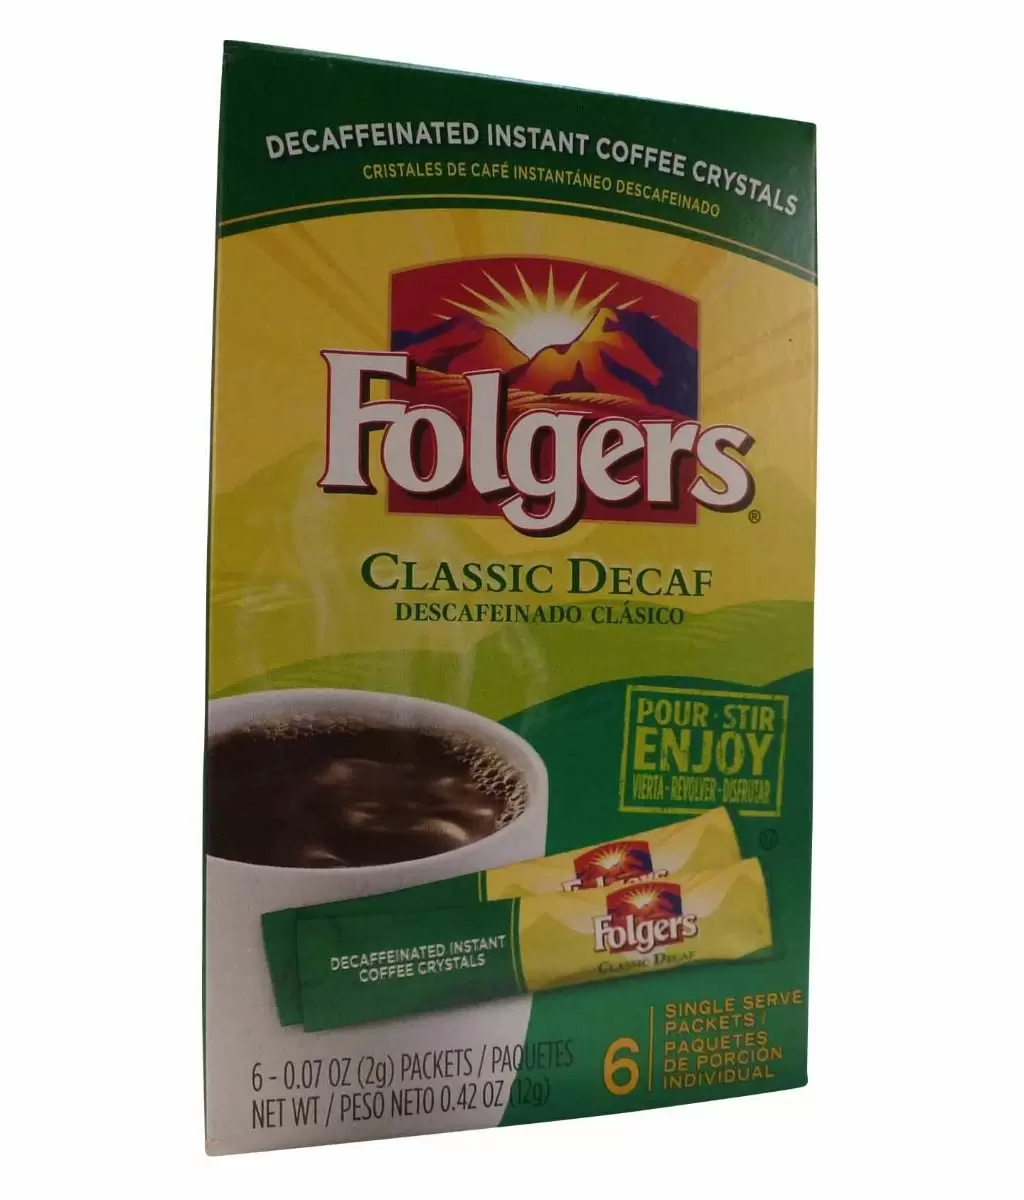 DECAFFEINATED INSTANT COFFEE CRYSTALS
CRISTALES DE CAFÉ INSTANTÁNEO DESCAFEINADO
Folgers®
CLASSIC DECAF
DESCAFEINADO CLÁSICO
POUR · STIR
ENJOY
VIERTA - REVOLVER - DISFRUTAR
Folgers
Folgers
CLASSIC DECAF
DECAFFEINATED INSTANT
COFFEE CRYSTALS
6 - 0.07 OZ (2g) PACKETS / PAQUETES
NET WT / PESO NETO 0.42 OZ (12g)
6
SINGLE SERVE
PACKETS /
PAQUETES
DE PORCIÓN
INDIVIDUAL